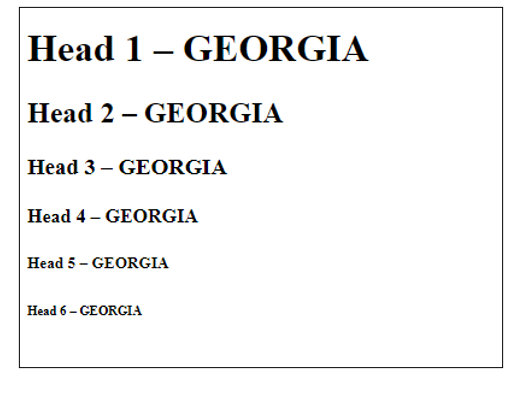 Head 1 – GEORGIA
Head 2 – GEORGIA
Head 3 – GEORGIA
Head 4 – GEORGIA
Head 5 – GEORGIA
Head 6 – GEORGIA